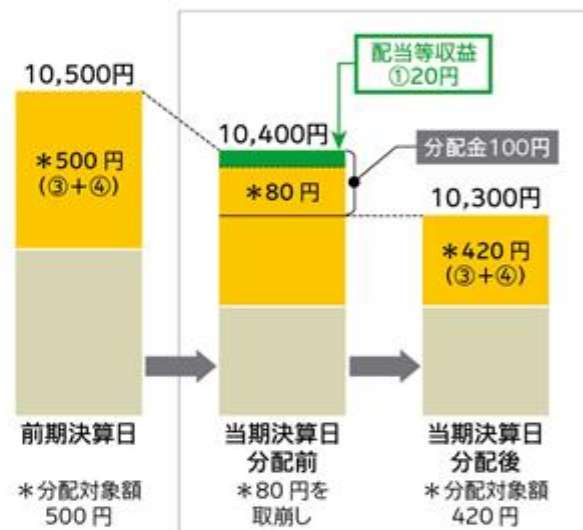 配当等収益
①20円
10,500円
10,400円
分配金100円
＊500円
(③＋④)
＊80円
10,300円
＊420円
(③＋④)
前期決算日
当期決算日
分配前
当期決算日
分配後
＊分配対象額
500円
＊80円を
取崩し
＊分配対象額
420円